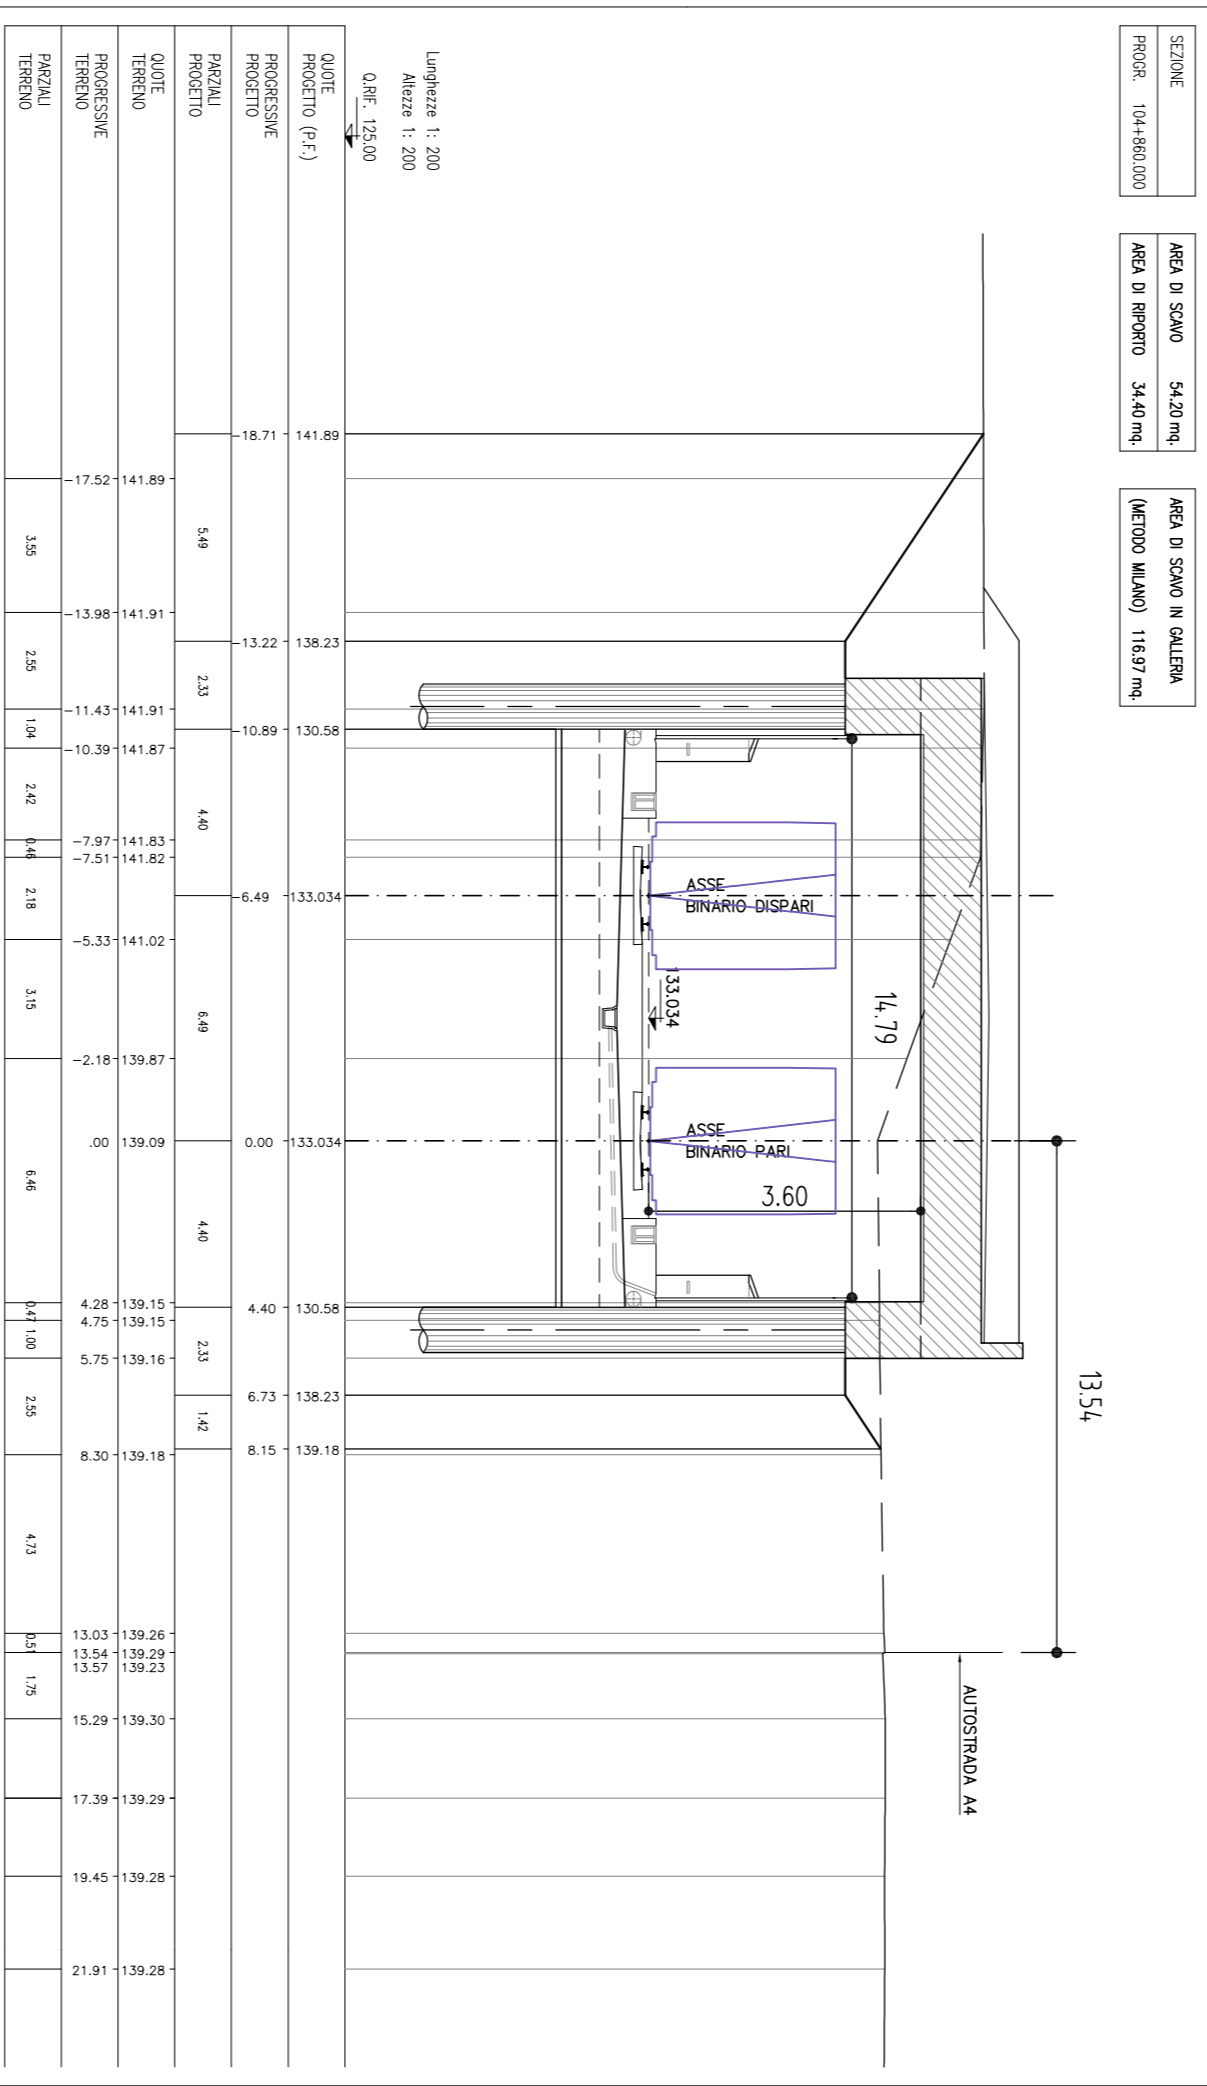 SEZIONE
PROGR. 104+860.000
AREA DI SCAVO 54.20 mq.
AREA DI RIPORTO 34.40 mq.
AREA DI SCAVO IN GALLERIA
(METODO MILANO) 116.97 mq.
13.54
AUTOSTRADA A4
14.79
3.60
133.034
ASSE
BINARIO DISPARI
ASSE
BINARIO PARI
Lunghezze 1: 200
Altezze 1: 200
Q.RIF. 125.00
QUOTE
PROGETTO (P.F.)
141.89 138.23 130.58 133.034 133.034 130.58 138.23 139.18
PROGRESSIVE
PROGETTO
-18.71 -13.22 -10.89 -6.49 0.00 4.40 6.73 8.15
PARZIALI
PROGETTO
5.49 2.33 4.40 6.49 4.40 2.33 1.42
QUOTE
TERRENO
141.89 141.91 141.91 141.87 141.83 141.82 141.02 139.87 139.09 139.15 139.15 139.16 139.18 139.26 139.29 139.23 139.30 139.29 139.28 139.28
PROGRESSIVE
TERRENO
-17.52 -13.98 -11.43 -10.39 -7.97 -7.51 -5.33 -2.18 .00 4.28 4.75 5.75 8.30 13.03 13.54 13.57 15.29 17.39 19.45 21.91
PARZIALI
TERRENO
3.55 2.55 1.04 2.42 0.46 2.18 3.15 6.46 0.47 1.00 2.55 4.73 0.51 1.75